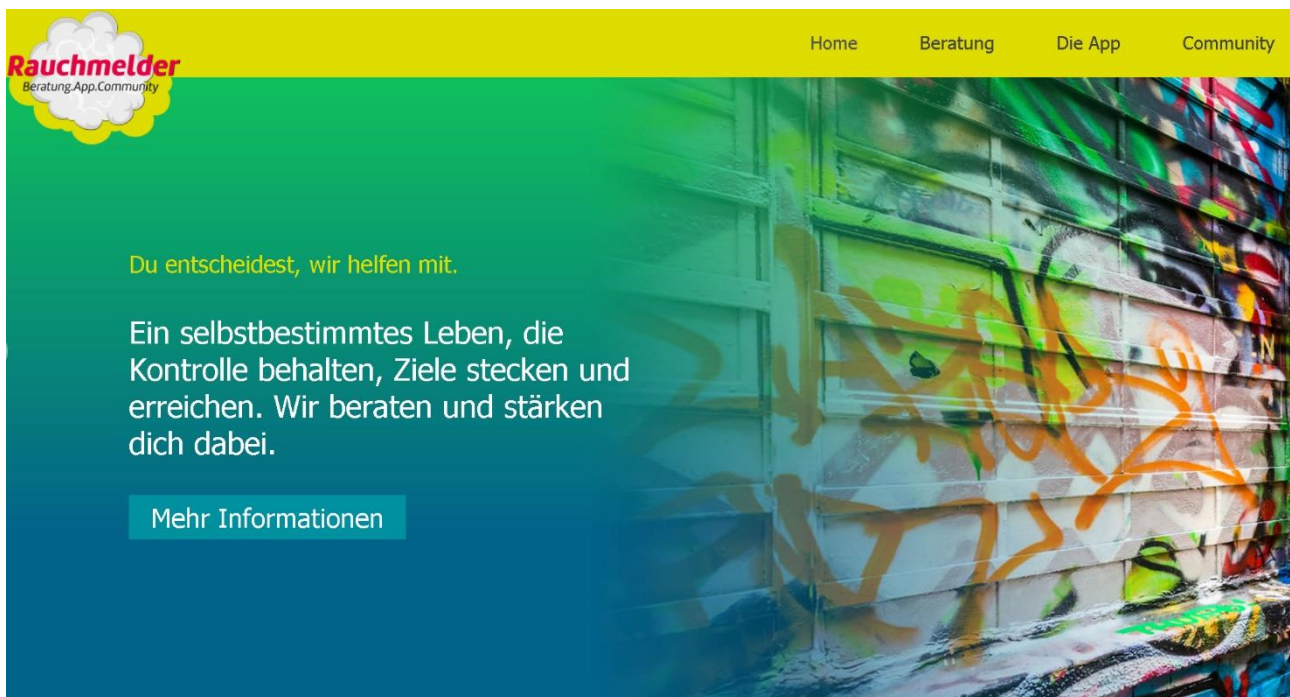 Rauchmelder
Beratung.App.Community
Home Beratung Die App Community
Du entscheidest, wir helfen mit.
Ein selbstbestimmtes Leben, die
Kontrolle behalten, Ziele stecken und
erreichen. Wir beraten und stärken
dich dabei.
Mehr Informationen